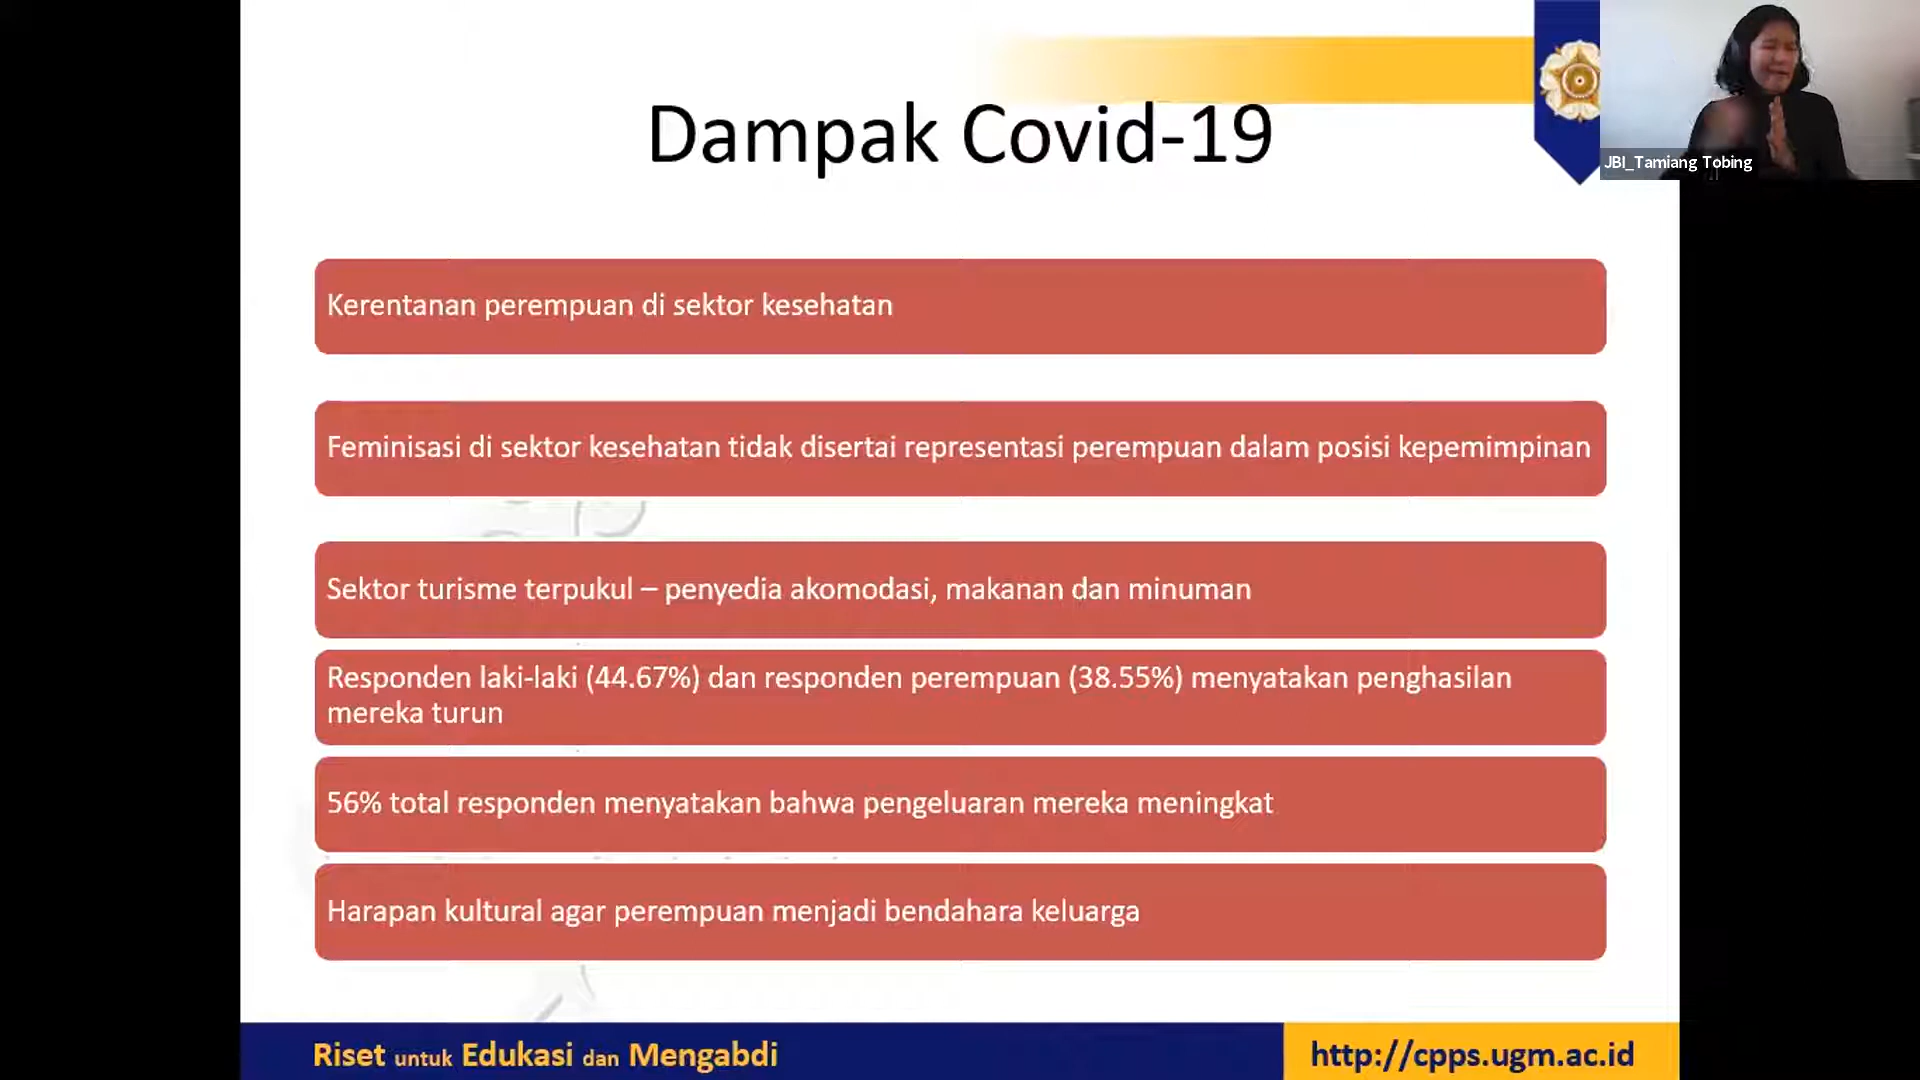 Dampak Covid-19
JBI_Tamiang Tobing
Kerentanan perempuan di sektor kesehatan
Feminisasi di sektor kesehatan tidak disertai representasi perempuan dalam posisi kepemimpinan
Sektor turisme terpukul – penyedia akomodasi, makanan dan minuman
Responden laki-laki (44.67%) dan responden perempuan (38.55%) menyatakan penghasilan
mereka turun
56% total responden menyatakan bahwa pengeluaran mereka meningkat
Harapan kultural agar perempuan menjadi bendahara keluarga
Riset untuk Edukasi dan Mengabdi
http://cpps.ugm.ac.id